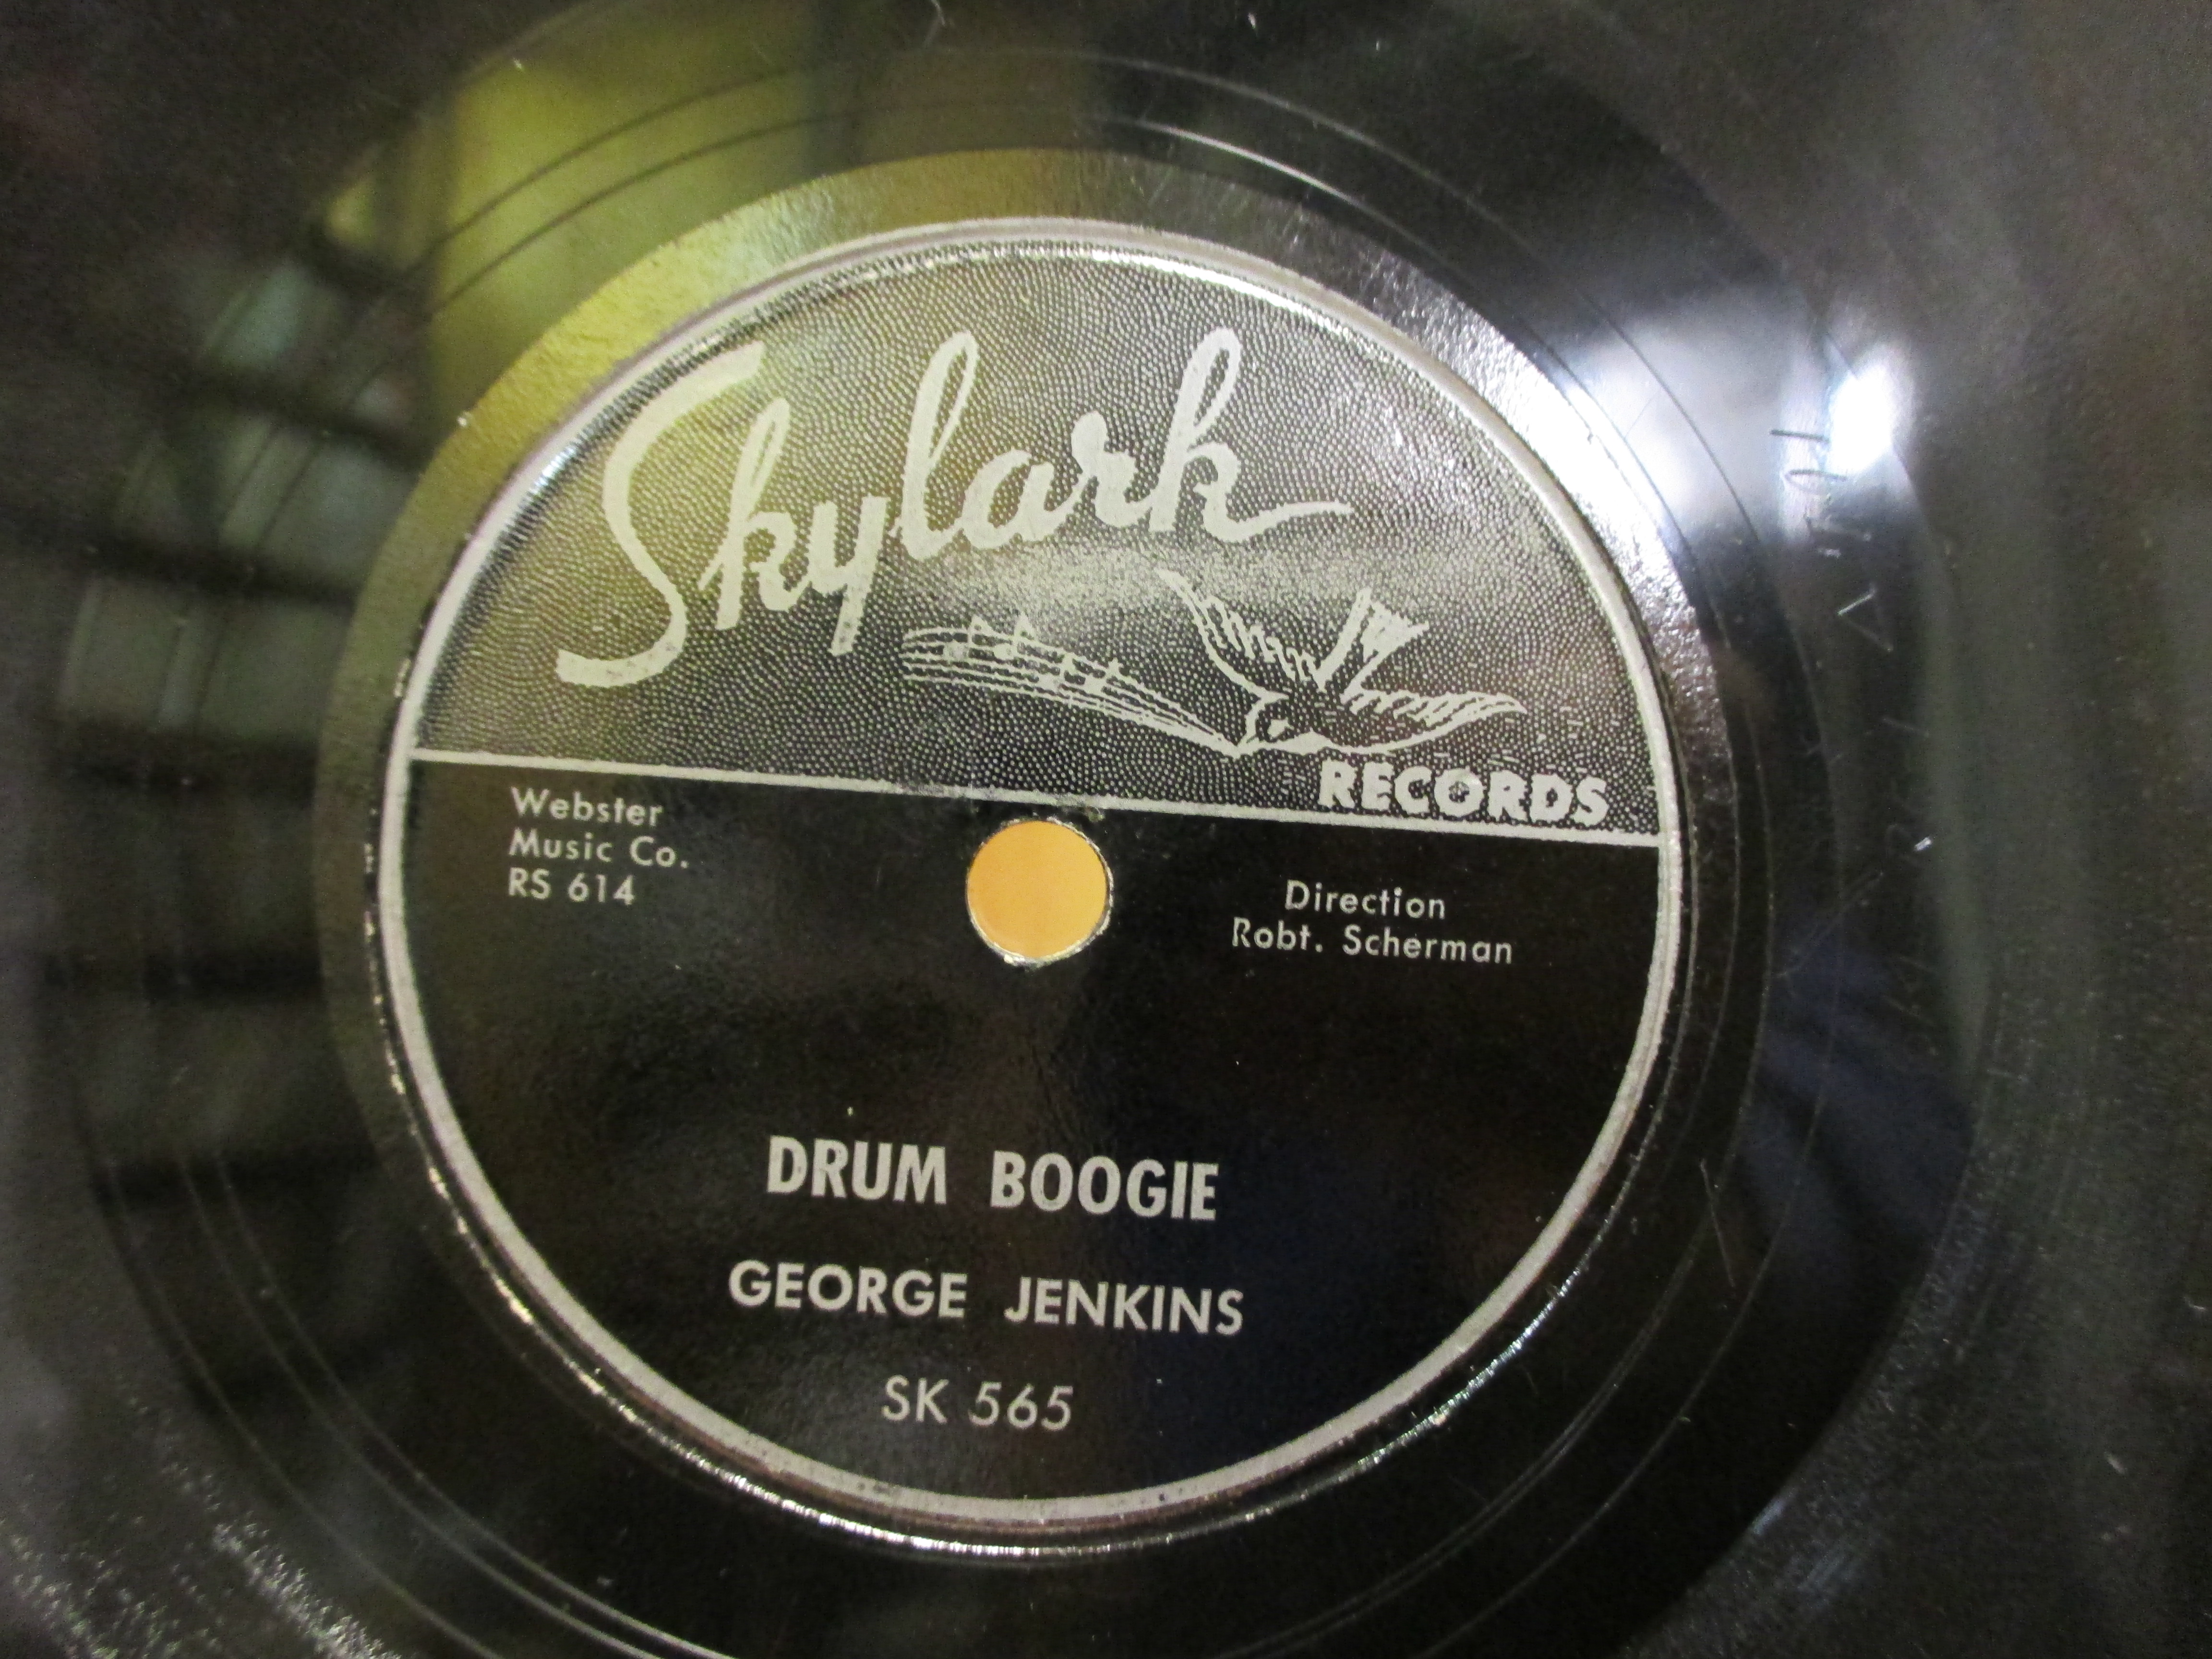 Skylark
RECORDS
Webster
Music Co.
RS 614
Direction
Robt. Scherman
DRUM BOOGIE
GEORGE JENKINS
SK 565